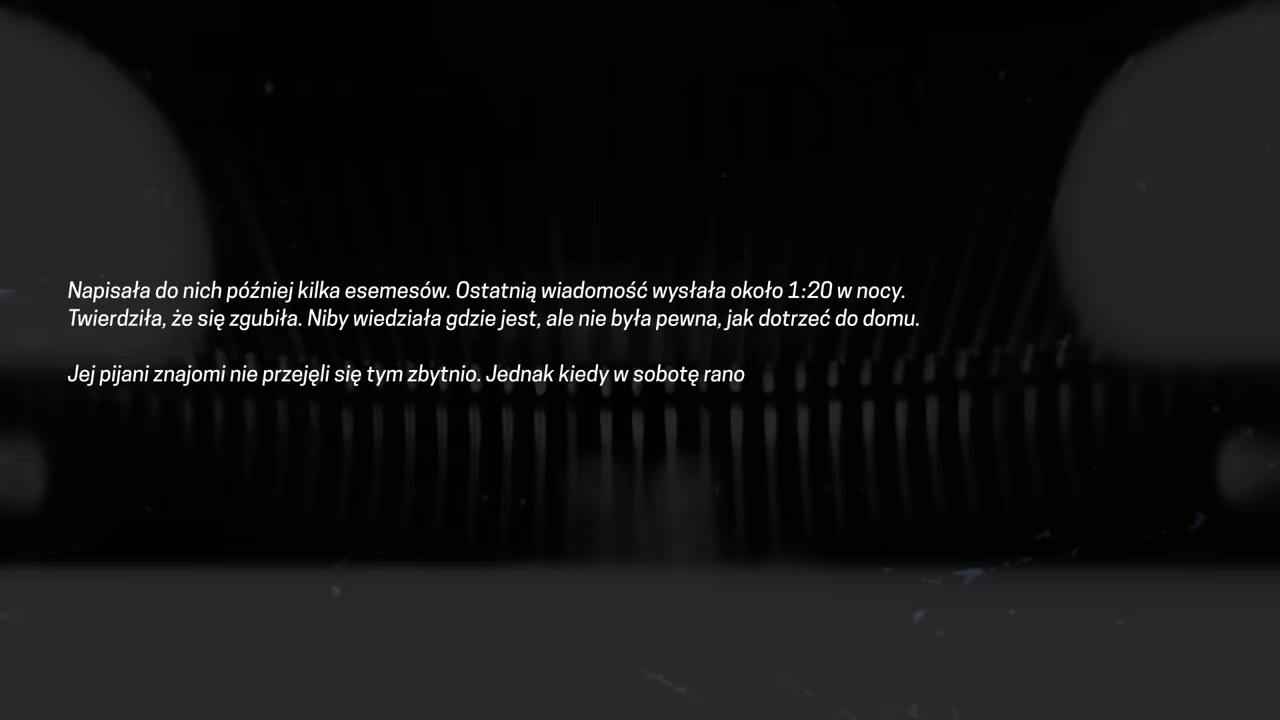 Napisała do nich później kilka esemesów. Ostatnią wiadomość wysłała około 1:20 w nocy.
Twierdziła, że się zgubiła. Niby wiedziała gdzie jest, ale nie była pewna, jak dotrzeć do domu.
Jej pijani znajomi nie przejęli się tym zbytnio. Jednak kiedy w sobotę rano